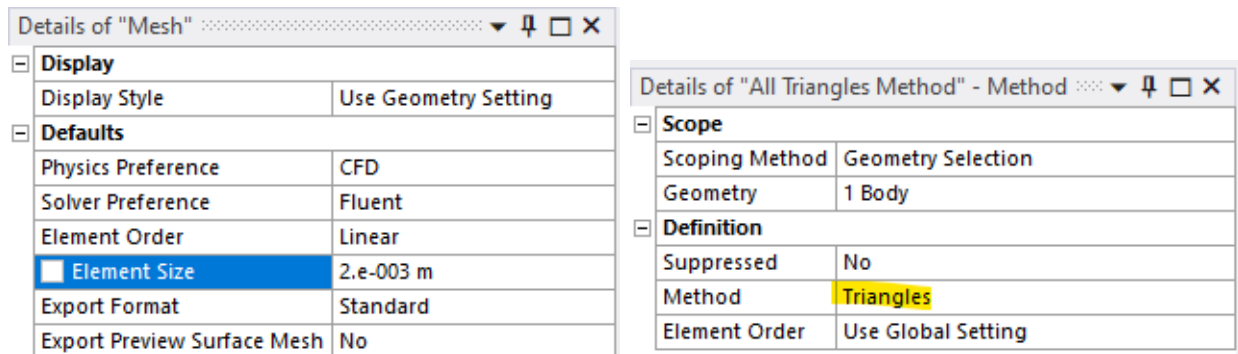 Details of "Mesh"
Display
Display Style Use Geometry Setting
Defaults
Physics Preference CFD
Solver Preference Fluent
Element Order Linear
Element Size 2.e-003 m
Export Format Standard
Export Preview Surface Mesh No
Details of "All Triangles Method" - Method
Scope
Scoping Method Geometry Selection
Geometry 1 Body
Definition
Suppressed No
Method Triangles
Element Order Use Global Setting